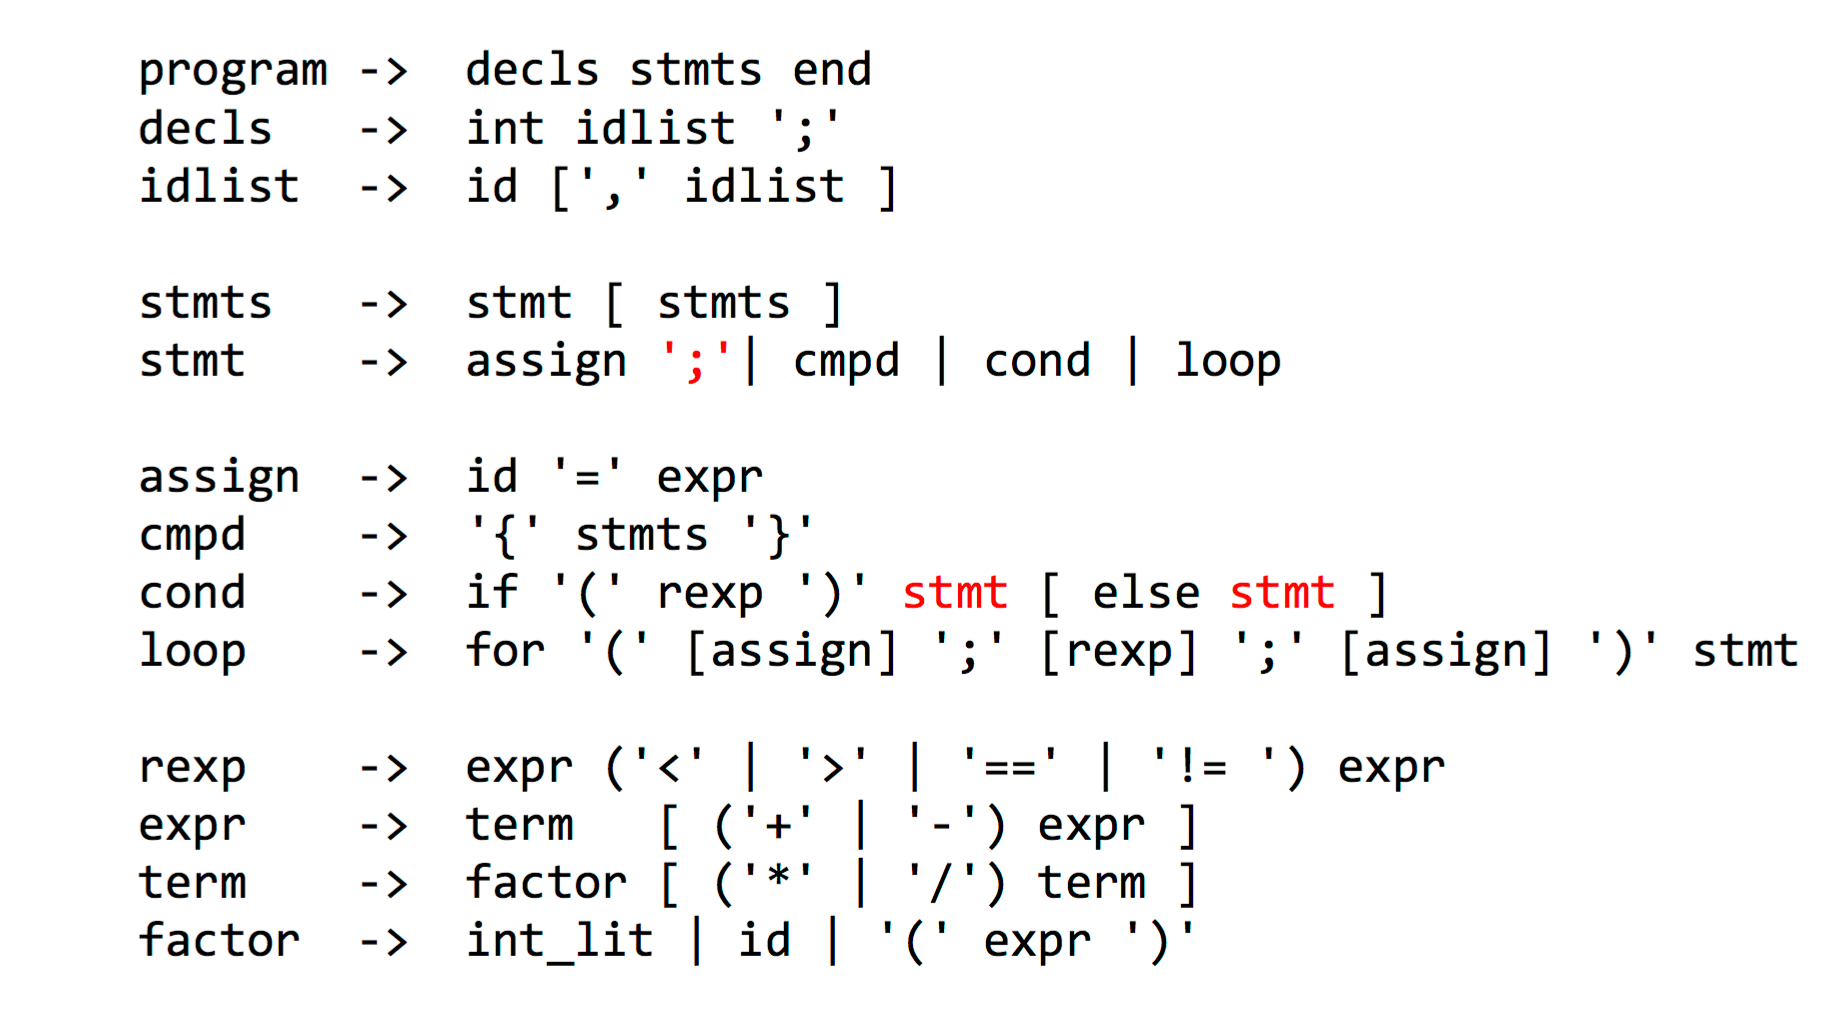 program -> decls stmts end
decls -> int idlist ';'
idlist -> id [',' idlist ]
stmts -> stmt [ stmts ]
stmt -> assign ';'| cmpd | cond | loop
assign -> id '=' expr
cmpd -> '{' stmts '}'
cond -> if '(' rexp ')' stmt [ else stmt ]
loop -> for '(' [assign] ';' [rexp] ';' [assign] ')' stmt
rexp -> expr ('<' | '>' | '==' | '!= ') expr
expr -> term [ ('+' | '-') expr ]
term -> factor [ ('*' | '/') term ]
factor -> int_lit | id | '(' expr ')'